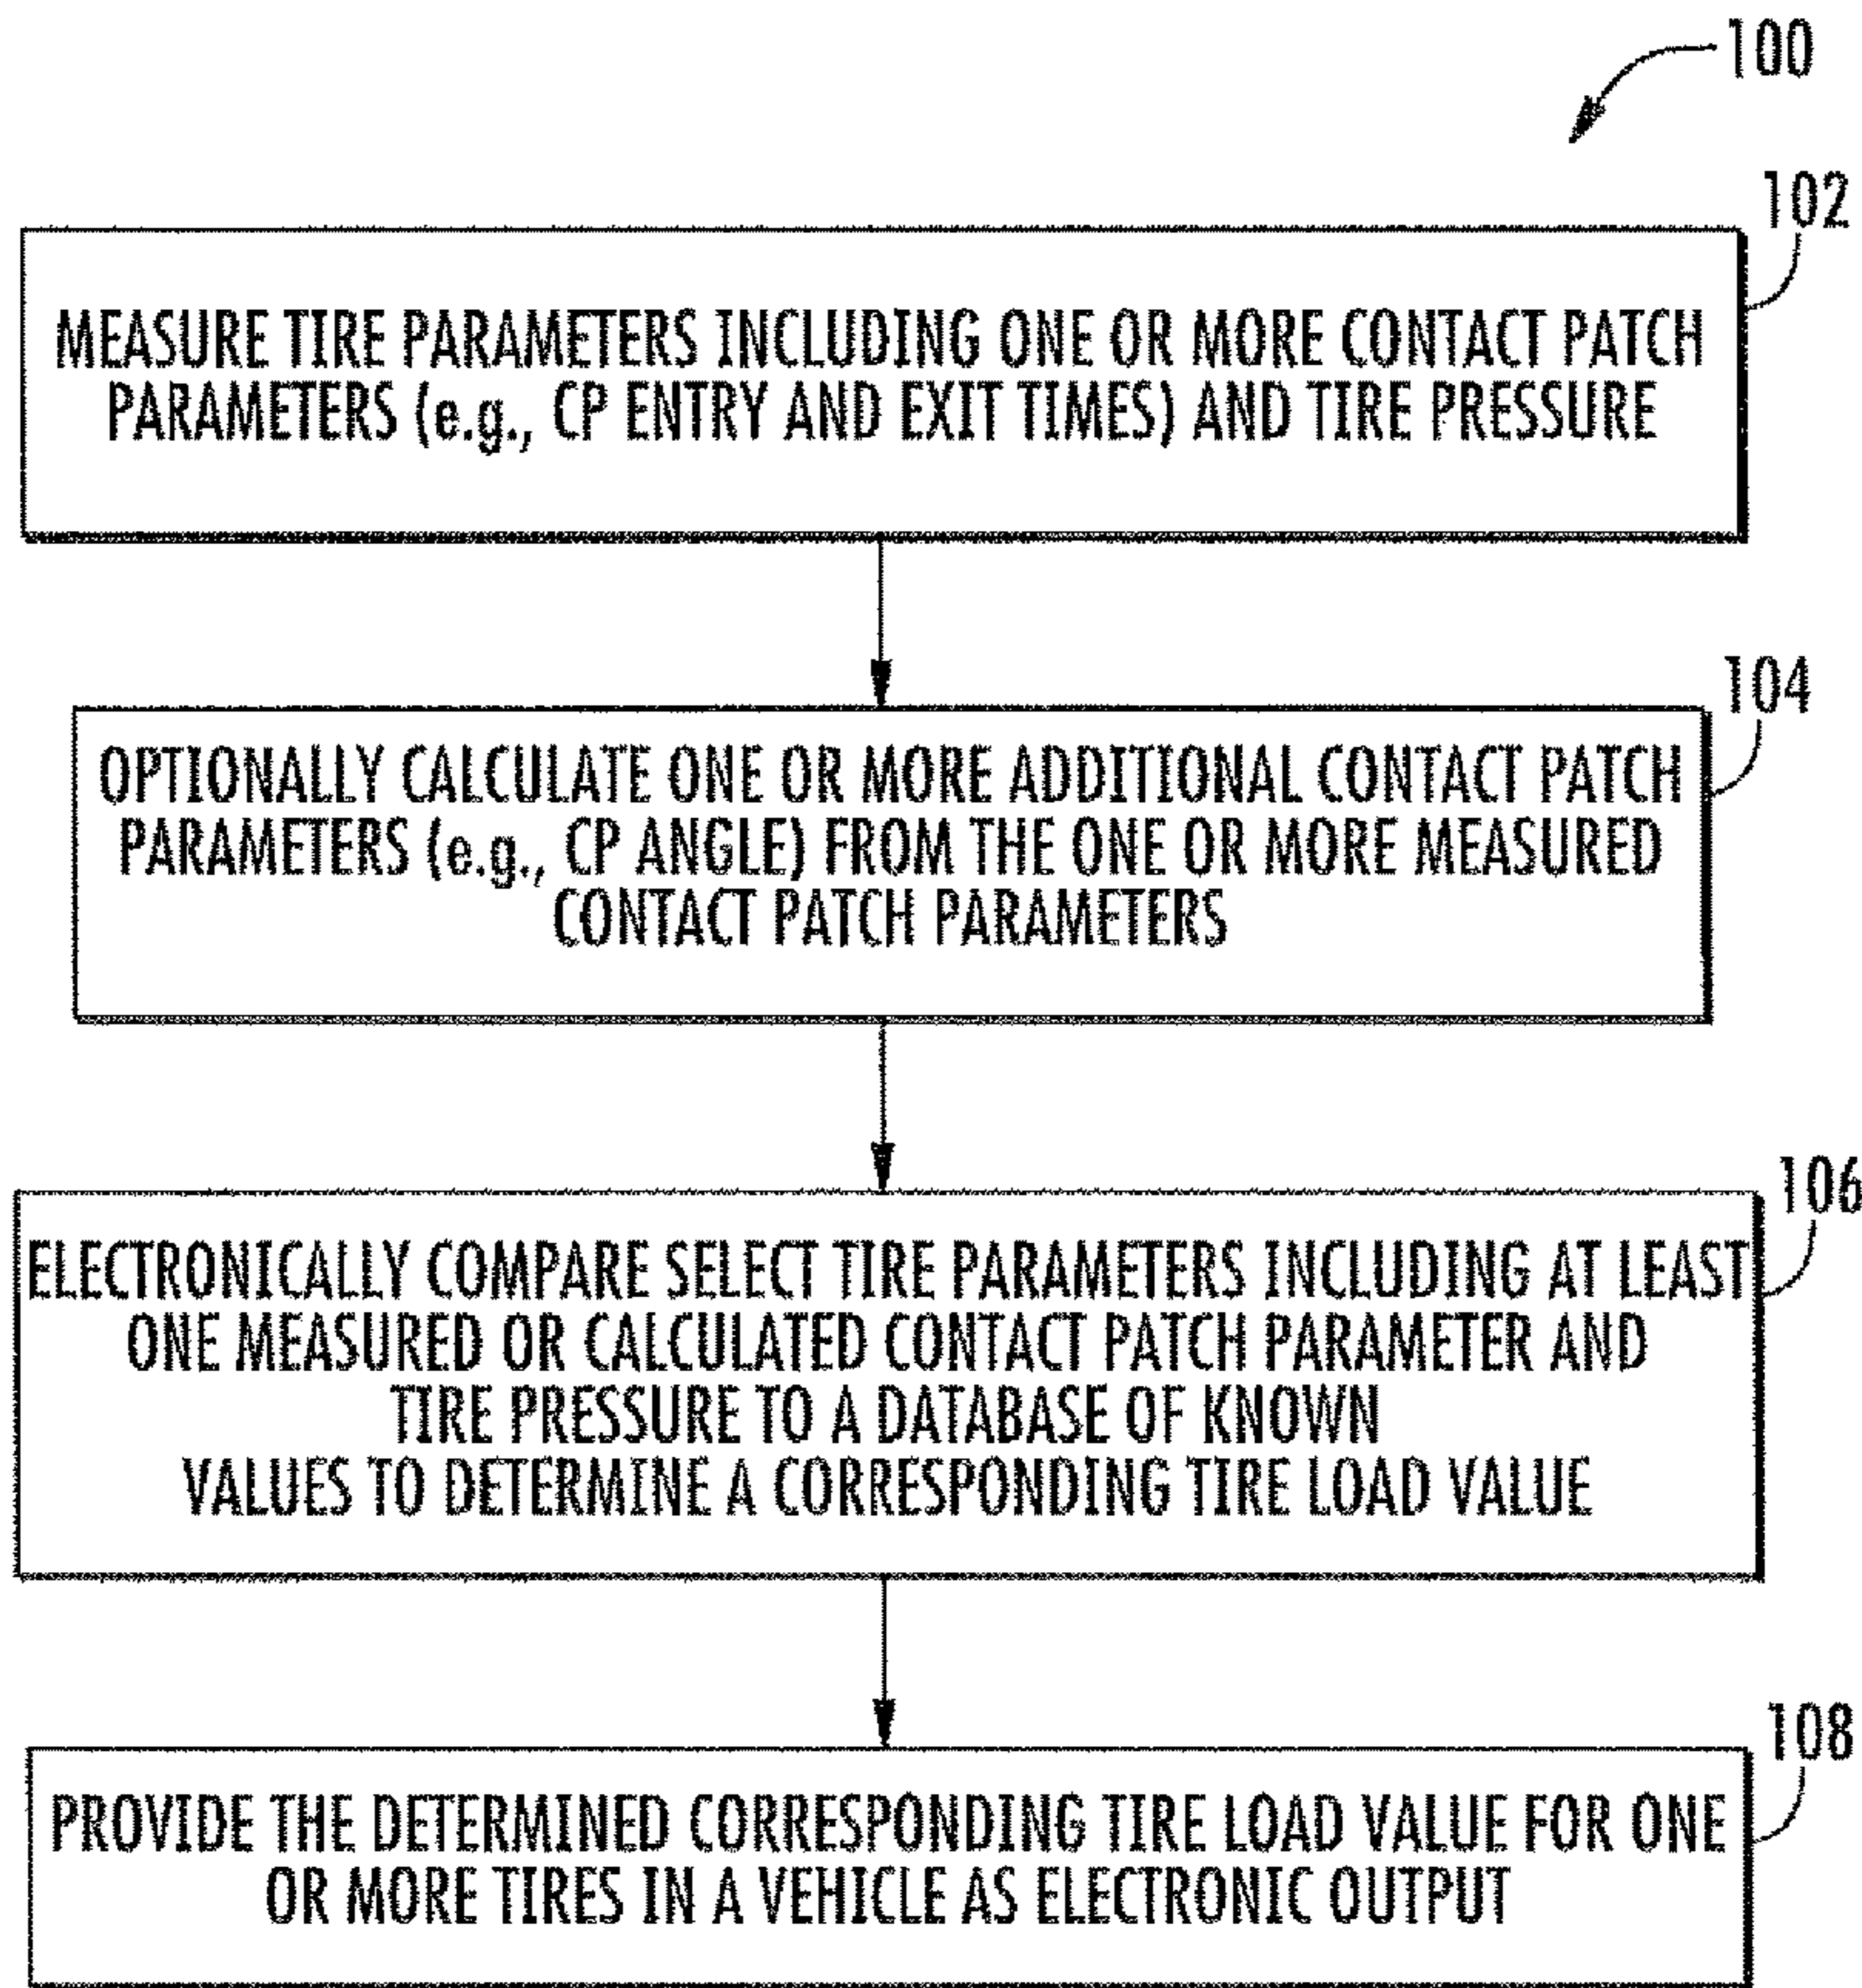 100
102
MEASURE TIRE PARAMETERS INCLUDING ONE OR MORE CONTACT PATCH
PARAMETERS (e.g., CP ENTRY AND EXIT TIMES) AND TIRE PRESSURE
104
OPTIONALLY CALCULATE ONE OR MORE ADDITIONAL CONTACT PATCH
PARAMETERS (e.g., CP ANGLE) FROM THE ONE OR MORE MEASURED
CONTACT PATCH PARAMETERS
106
ELECTRONICALLY COMPARE SELECT TIRE PARAMETERS INCLUDING AT LEAST
ONE MEASURED OR CALCULATED CONTACT PATCH PARAMETER AND
TIRE PRESSURE TO A DATABASE OF KNOWN
VALUES TO DETERMINE A CORRESPONDING TIRE LOAD VALUE
108
PROVIDE THE DETERMINED CORRESPONDING TIRE LOAD VALUE FOR ONE
OR MORE TIRES IN A VEHICLE AS ELECTRONIC OUTPUT